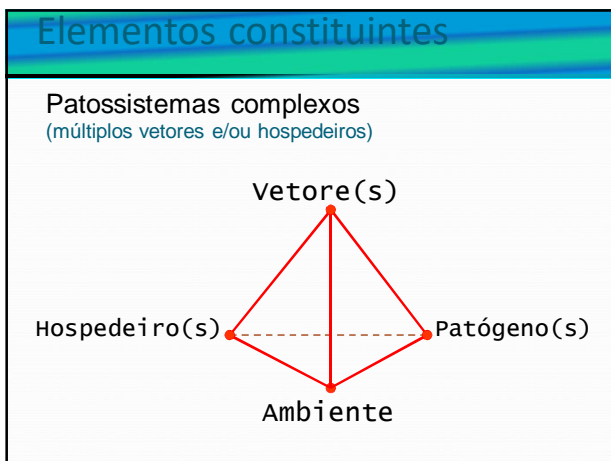 Elementos constituintes
Patossistemas complexos
(múltiplos vetores e/ou hospedeiros)
Vetore(s)
Hospedeiro(s)
Patógeno(s)
Ambiente